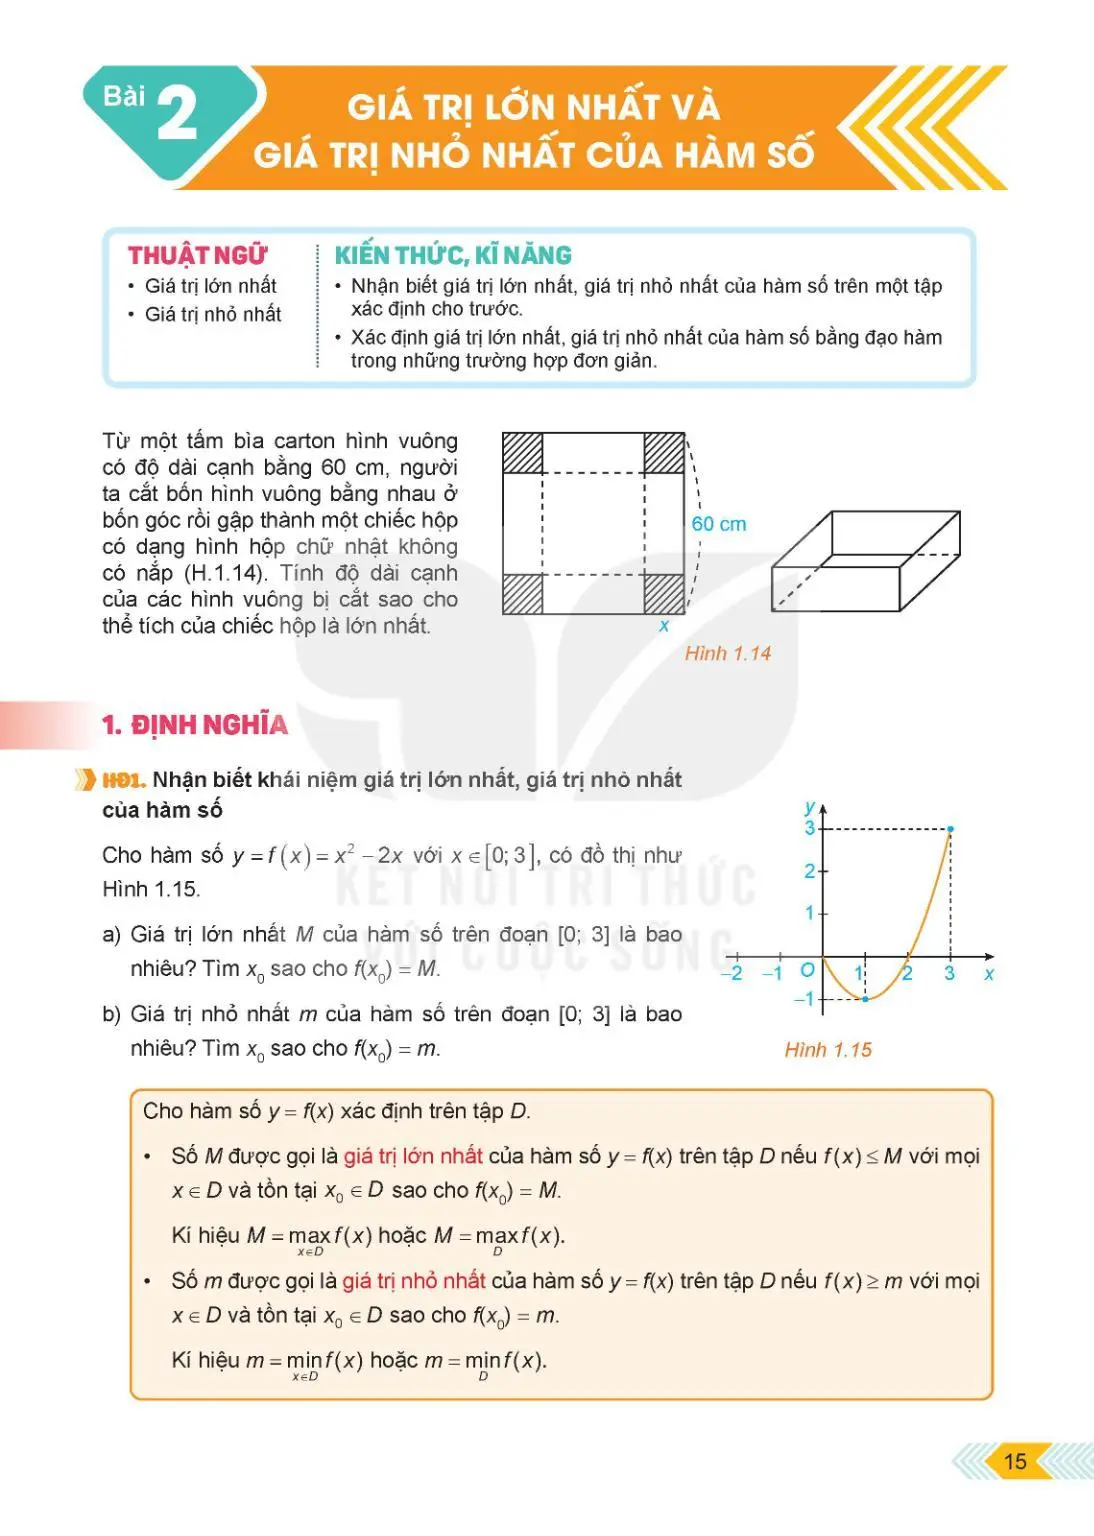 Bài 2
GIÁ TRỊ LỚN NHẤT VÀ
GIÁ TRỊ NHỎ NHẤT CỦA HÀM SỐ
THUẬT NGỮ
• Giá trị lớn nhất
• Giá trị nhỏ nhất
KIẾN THỨC, KĨ NĂNG
• Nhận biết giá trị lớn nhất, giá trị nhỏ nhất của hàm số trên một tập
xác định cho trước.
• Xác định giá trị lớn nhất, giá trị nhỏ nhất của hàm số bằng đạo hàm
trong những trường hợp đơn giản.
Từ một tấm bìa carton hình vuông
có độ dài cạnh bằng 60 cm, người
ta cắt bốn hình vuông bằng nhau ở
bốn góc rồi gập thành một chiếc hộp
có dạng hình hộp chữ nhật không
có nắp (H.1.14). Tính độ dài cạnh
của các hình vuông bị cắt sao cho
thể tích của chiếc hộp là lớn nhất.
60 cm
x
Hình 1.14
1. ĐỊNH NGHĨA
HĐ1. Nhận biết khái niệm giá trị lớn nhất, giá trị nhỏ nhất
của hàm số
Cho hàm số y = f(x) = x² − 2x với x ∈ [0; 3], có đồ thị như
Hình 1.15.
a) Giá trị lớn nhất M của hàm số trên đoạn [0; 3] là bao
nhiêu? Tìm x₀ sao cho f(x₀) = M.
b) Giá trị nhỏ nhất m của hàm số trên đoạn [0; 3] là bao
nhiêu? Tìm x₀ sao cho f(x₀) = m.
y
3
2
1
−2 −1 O 1 2 3 x
−1
Hình 1.15
KẾT NỐI TRI THỨC
VỚI CUỘC SỐNG
Cho hàm số y = f(x) xác định trên tập D.
• Số M được gọi là giá trị lớn nhất của hàm số y = f(x) trên tập D nếu f(x) ≤ M với mọi
x ∈ D và tồn tại x₀ ∈ D sao cho f(x₀) = M.
Kí hiệu M = max f(x) hoặc M = max f(x).
x∈D D
• Số m được gọi là giá trị nhỏ nhất của hàm số y = f(x) trên tập D nếu f(x) ≥ m với mọi
x ∈ D và tồn tại x₀ ∈ D sao cho f(x₀) = m.
Kí hiệu m = min f(x) hoặc m = min f(x).
x∈D D
15